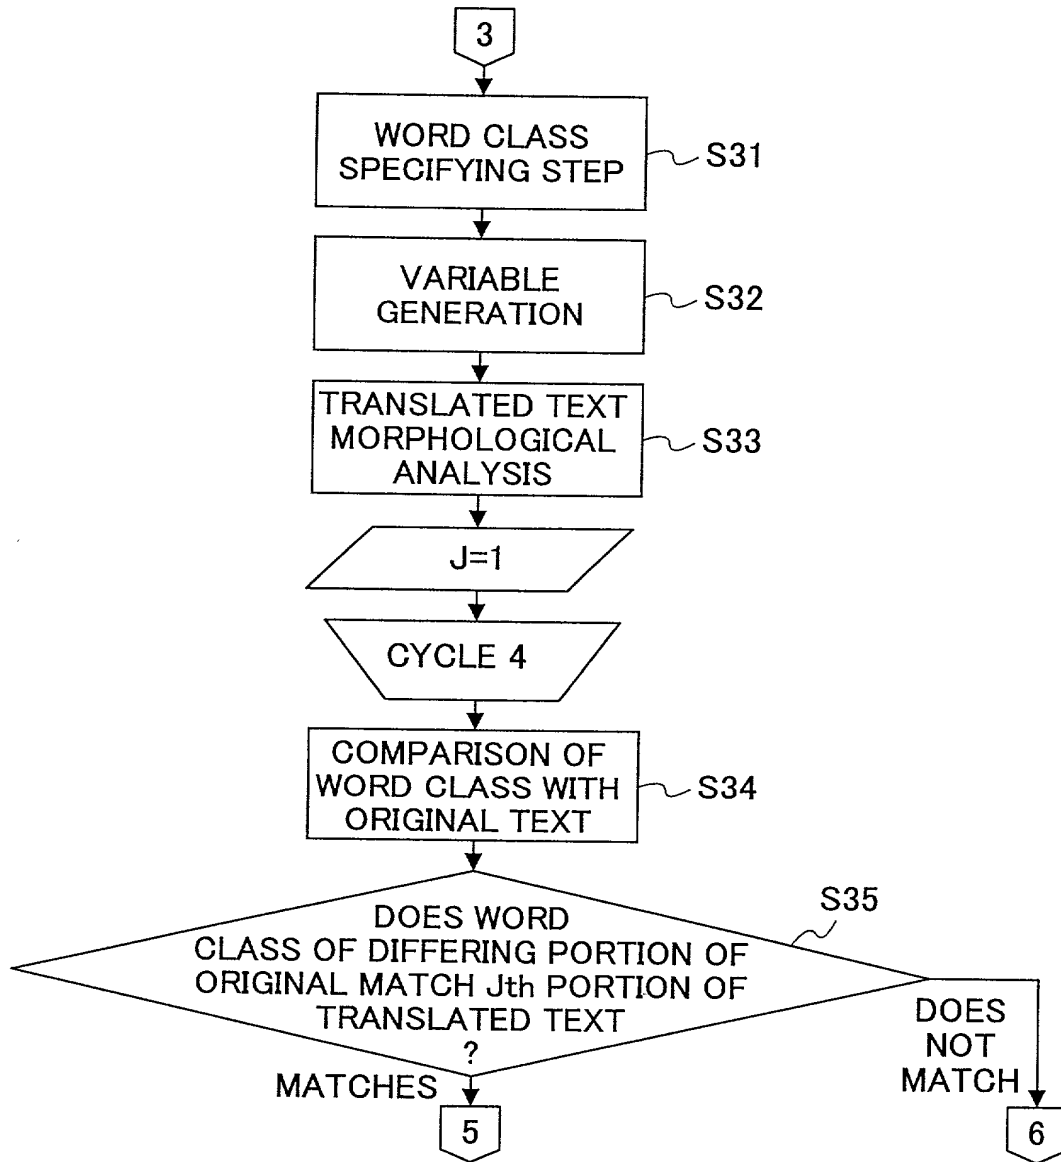 3
WORD CLASS
SPECIFYING STEP
S31
VARIABLE
GENERATION
S32
TRANSLATED TEXT
MORPHOLOGICAL
ANALYSIS
S33
J=1
CYCLE 4
COMPARISON OF
WORD CLASS WITH
ORIGINAL TEXT
S34
S35
DOES WORD
CLASS OF DIFFERING PORTION OF
ORIGINAL MATCH Jth PORTION OF
TRANSLATED TEXT
?
MATCHES
DOES
NOT
MATCH
5
6